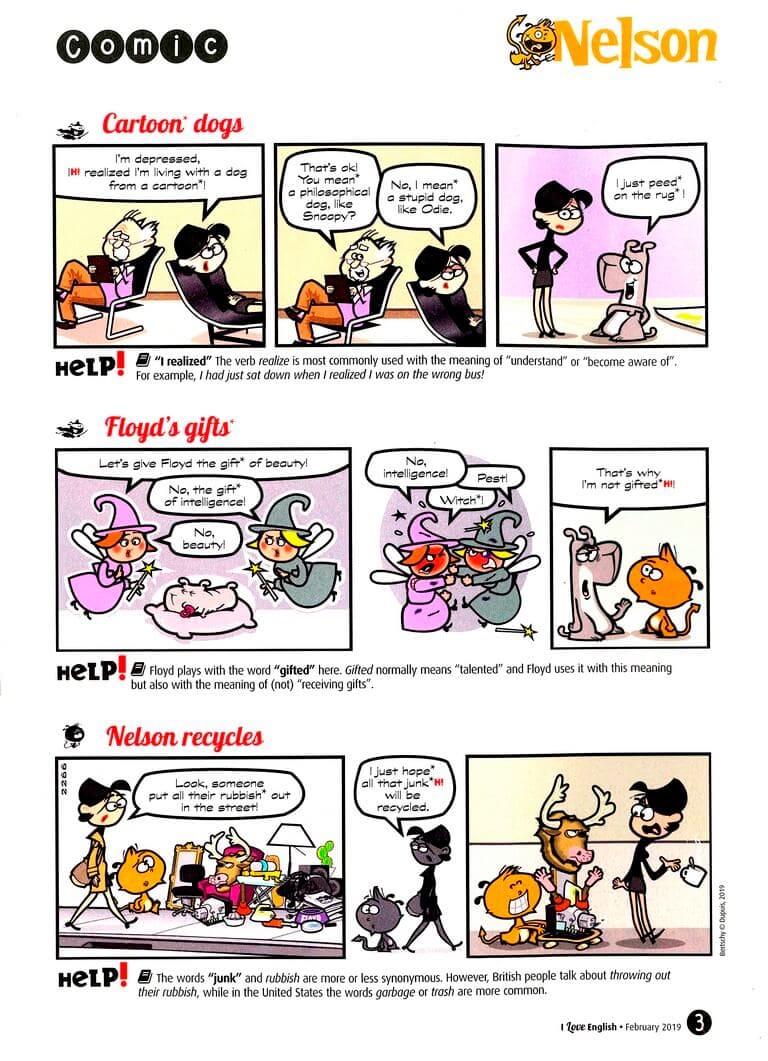 Comic
Nelson
Cartoon* dogs
I'm depressed,
IH! realized I'm living with a dog
from a cartoon*!
That's ok!
You mean*
a philosophical
dog, like
Snoopy?
No, I mean*
a stupid dog,
like Odie.
I just peed*
on the rug*!
HELP! "I realized" The verb realize is most commonly used with the meaning of "understand" or "become aware of".
For example, I had just sat down when I realized I was on the wrong bus!
Floyd's gifts*
Let's give Floyd the gift* of beauty!
No, the gift*
of intelligence!
No,
beauty!
No,
intelligence!
Pest!
Witch*!
That's why
I'm not gifted*H!!
HELP! Floyd plays with the word "gifted" here. Gifted normally means "talented" and Floyd uses it with this meaning
but also with the meaning of (not) "receiving gifts".
Nelson recycles
2292
Look, someone
put all their rubbish* out
in the street!
I just hope*
all that junk*H!
will be
recycled.
Bertschy © Dupuis, 2019
HELP! The words "junk" and rubbish are more or less synonymous. However, British people talk about throwing out
their rubbish, while in the United States the words garbage or trash are more common.
I Love English • February 2019 3